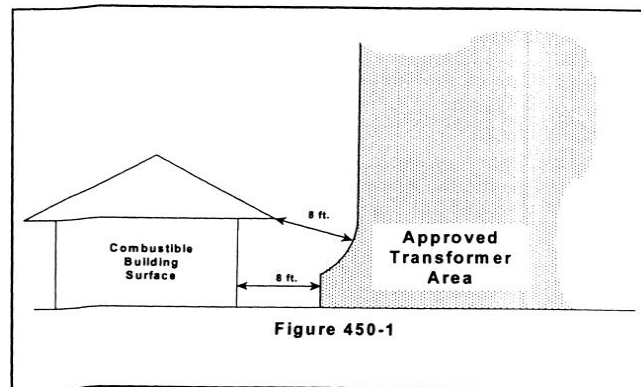 8 ft.
Combustible
Building
Surface
8 ft.
Approved
Transformer
Area
Figure 450-1